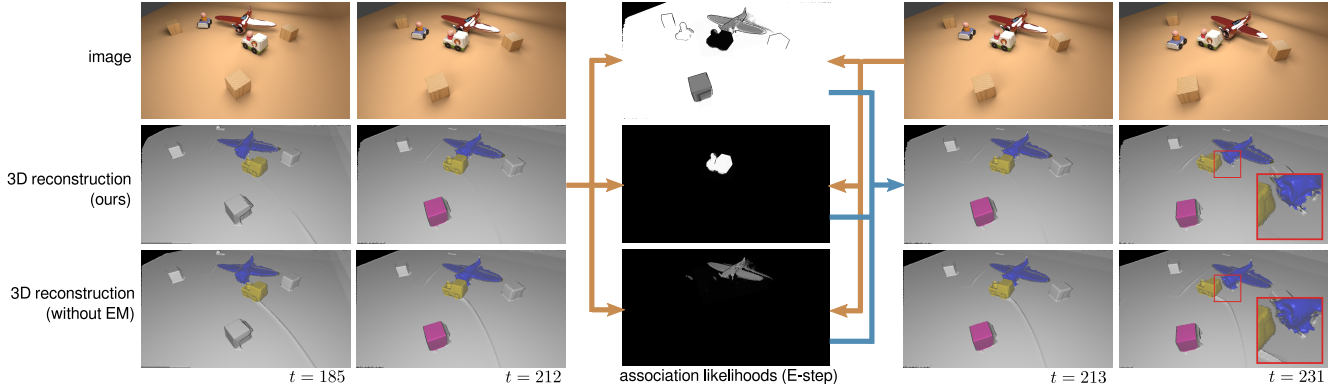 image
3D reconstruction
(ours)
3D reconstruction
(without EM)
t = 185
t = 212
association likelihoods (E-step)
t = 213
t = 231